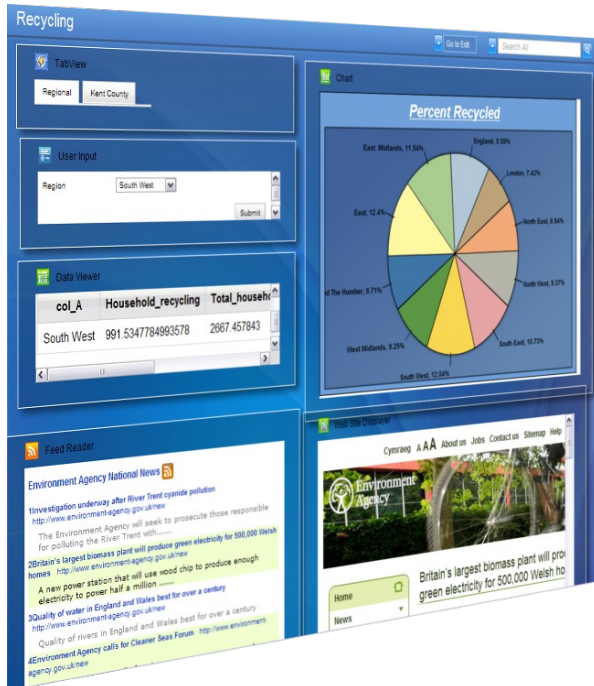 Recycling
Go to Edit
Search All
TabView
Regional
Kent County
User Input
Region
South West
Submit
Data Viewer
col_A Household_recycling Total_househo
South West 991.5347784993578 2667.457843
Feed Reader
Environment Agency National News
1Investigation underway after River Trent cyanide pollution
http://www.environment-agency.gov.uk/new
The Environment Agency will seek to prosecute those responsible
for polluting the River Trent with......
2Britain's largest biomass plant will produce green electricity for 500,000 Welsh
homes http://www.environment-agency.gov.uk/new
A new power station that will use wood chip to produce enough
electricity to power half a million ......
3Quality of water in England and Wales best for over a century
http://www.environment-agency.gov.uk/new
Quality of rivers in England and Wales best for over a century
4Environment Agency calls for Cleaner Seas Forum http://www.environment-
agency.gov.uk/new
Chart
Percent Recycled
England, 9.99%
London, 7.42%
North East, 8.54%
North West, 9.37%
South East, 10.73%
South West, 12.04%
West Midlands, 9.25%
d The Humber, 8.71%
East, 12.4%
East Midlands, 11.54%
Web Site Displayer
Cymraeg A A A About us Jobs Contact us Sitemap Help
Environment
Agency
Home
News
Britain's largest biomass plant will pro
green electricity for 500,000 Welsh ho